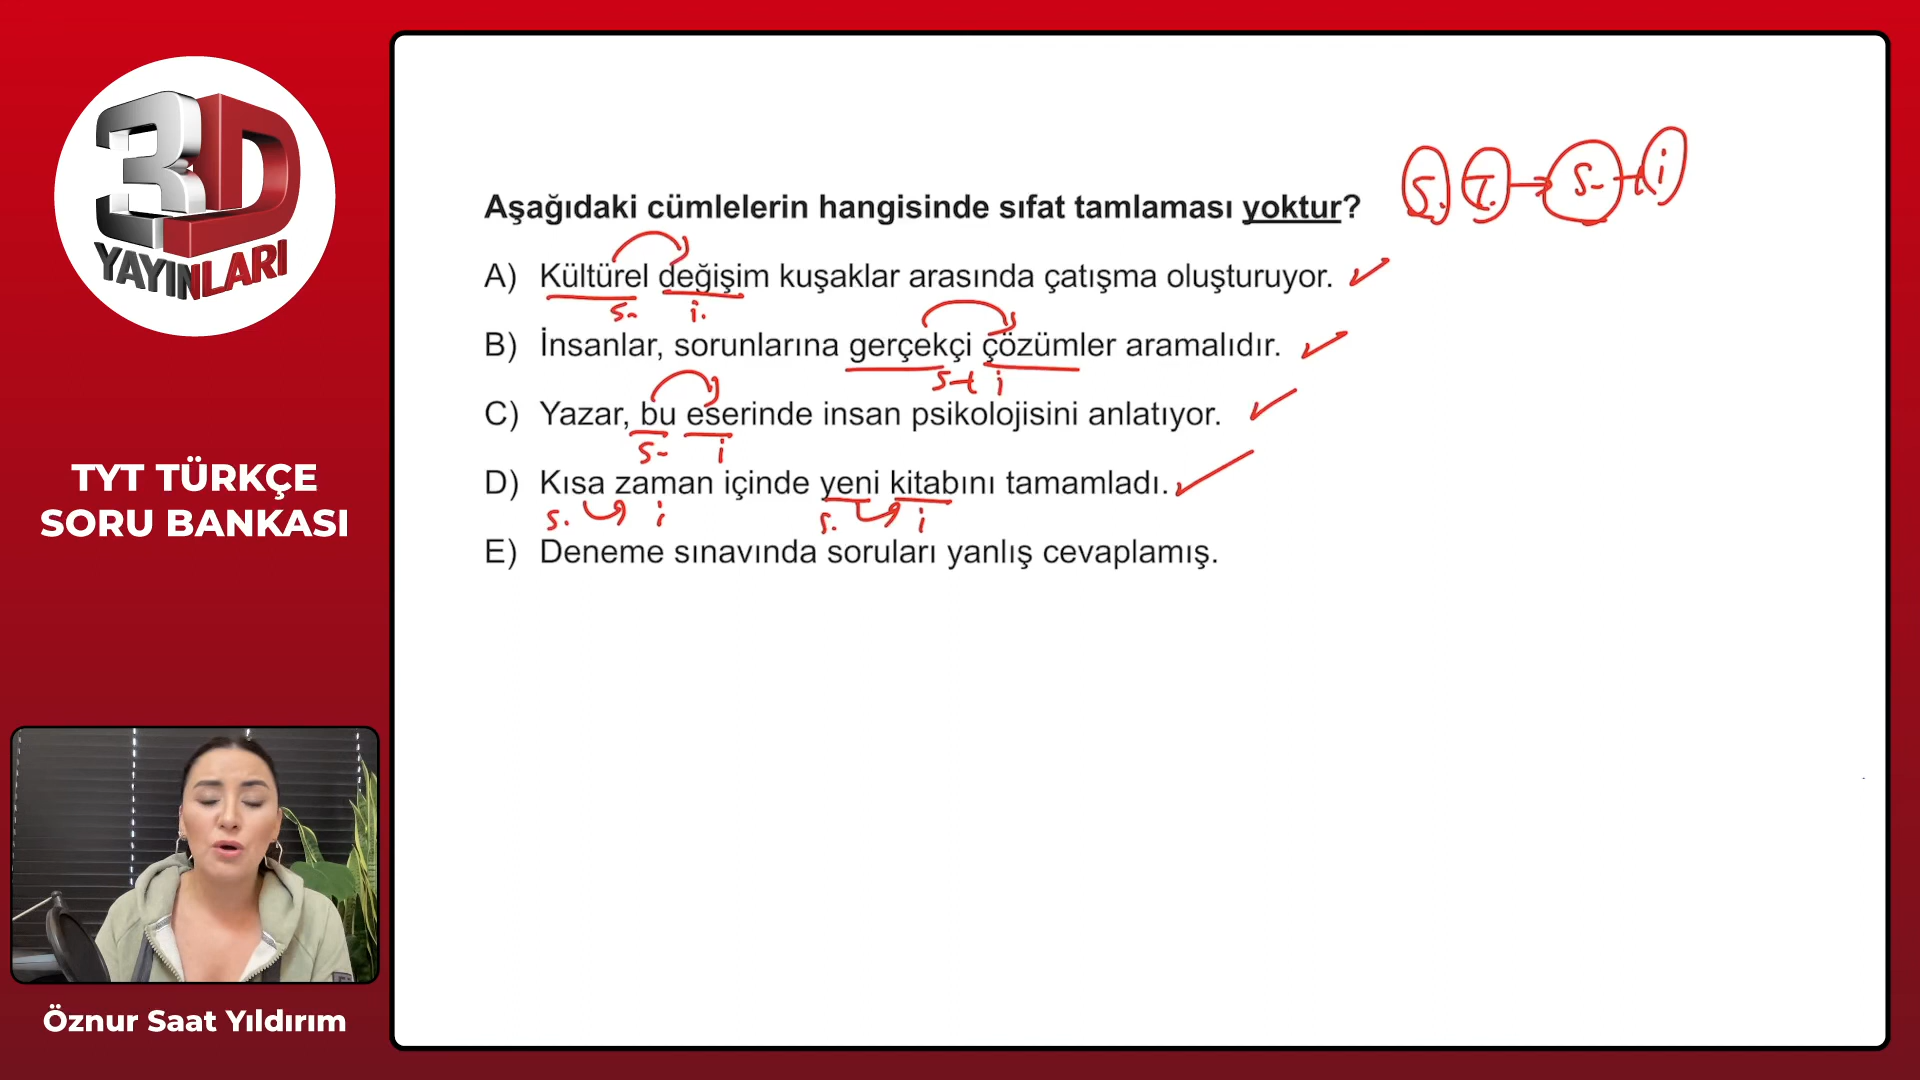 3D
YAYINLARI
TYT TÜRKÇE
SORU BANKASI
Öznur Saat Yıldırım
Aşağıdaki cümlelerin hangisinde sıfat tamlaması yoktur?
S. T. → S. + i
A) Kültürel değişim kuşaklar arasında çatışma oluşturuyor.
s. i.
B) İnsanlar, sorunlarına gerçekçi çözümler aramalıdır.
s + i
C) Yazar, bu eserinde insan psikolojisini anlatıyor.
s. i
D) Kısa zaman içinde yeni kitabını tamamladı.
s. i s. i
E) Deneme sınavında soruları yanlış cevaplamış.